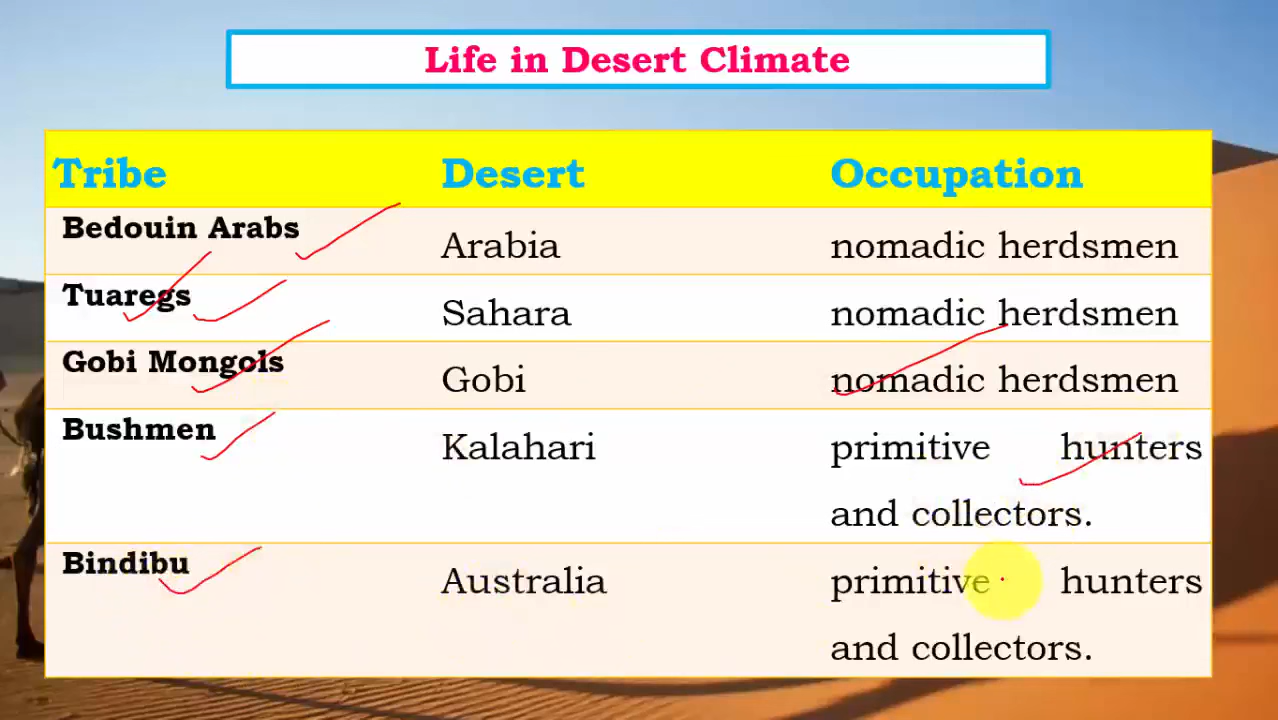 Life in Desert Climate
Tribe Desert Occupation
Bedouin Arabs Arabia nomadic herdsmen
Tuaregs Sahara nomadic herdsmen
Gobi Mongols Gobi nomadic herdsmen
Bushmen Kalahari primitive hunters
and collectors.
Bindibu Australia primitive hunters
and collectors.